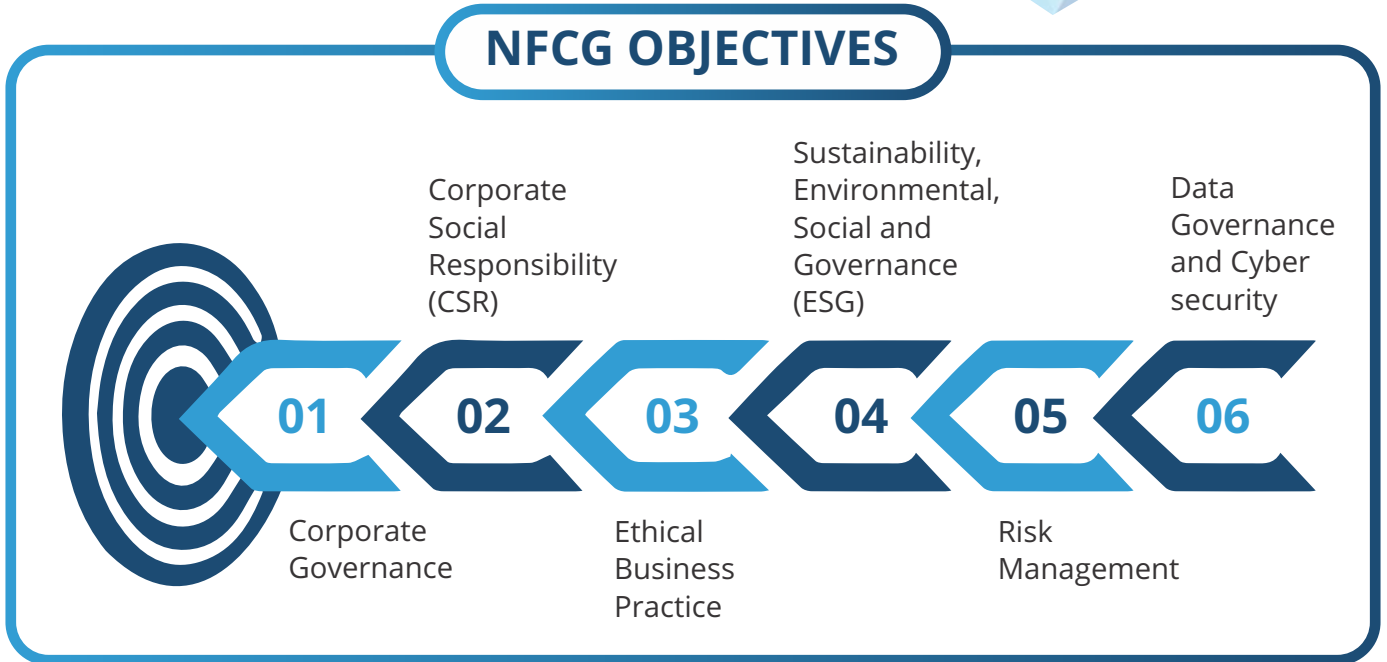 NFCG OBJECTIVES
01
Corporate
Governance
02
Corporate
Social
Responsibility
(CSR)
03
Ethical
Business
Practice
04
Sustainability,
Environmental,
Social and
Governance
(ESG)
05
Risk
Management
06
Data
Governance
and Cyber
security